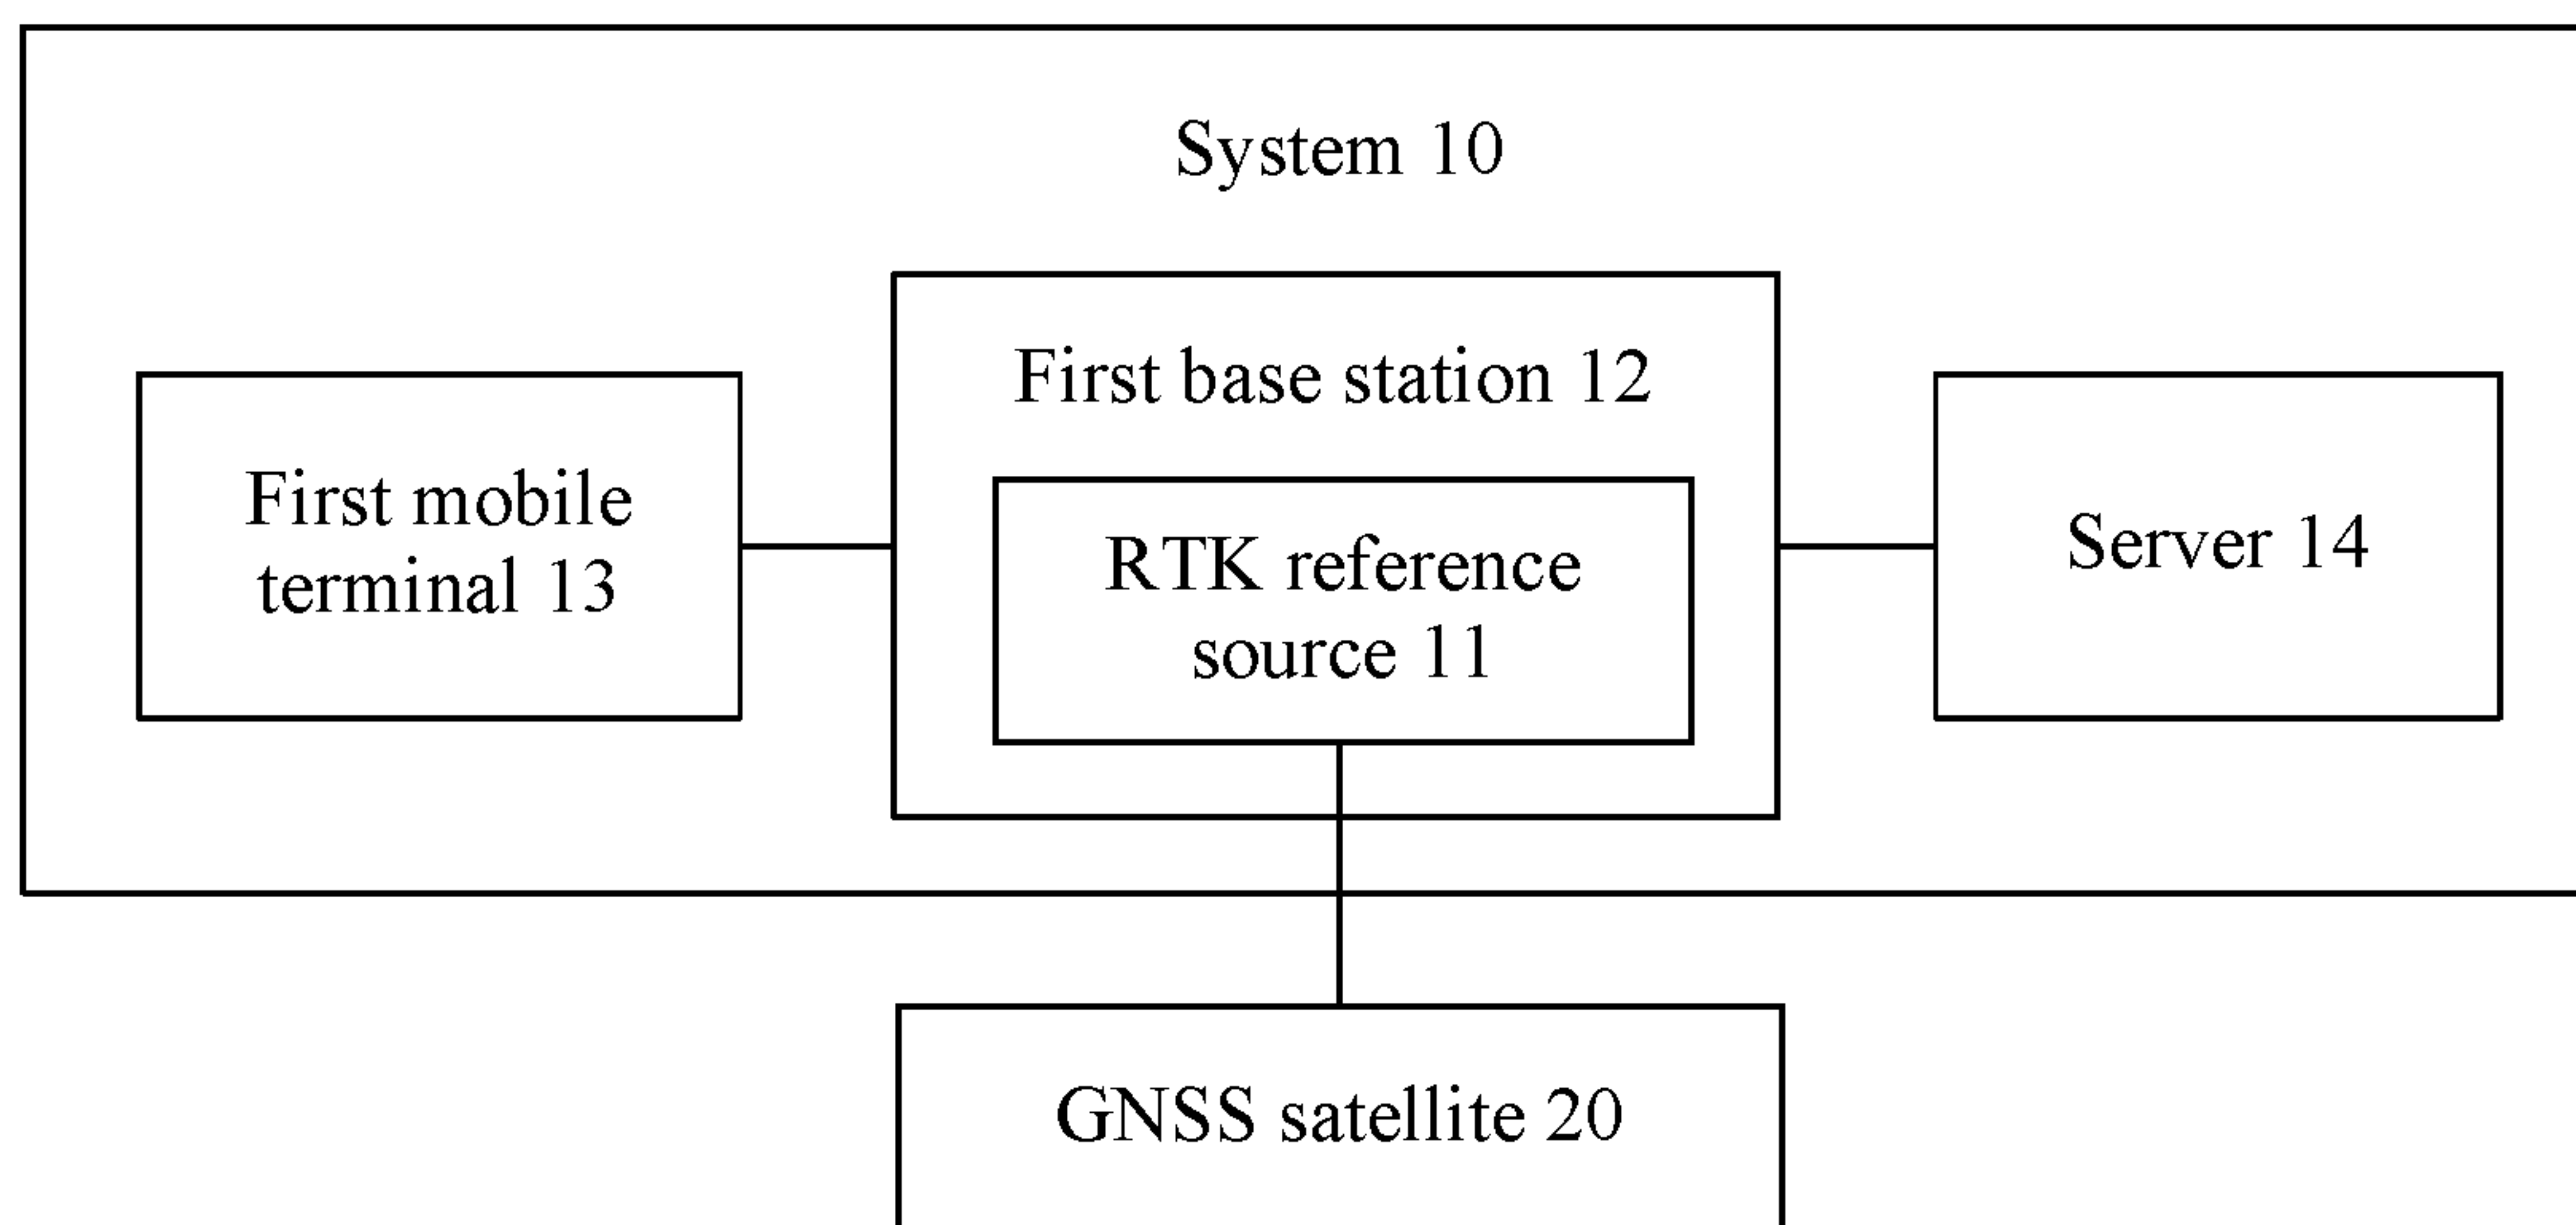 System 10
First base station 12
First mobile
terminal 13
RTK reference
source 11
Server 14
GNSS satellite 20